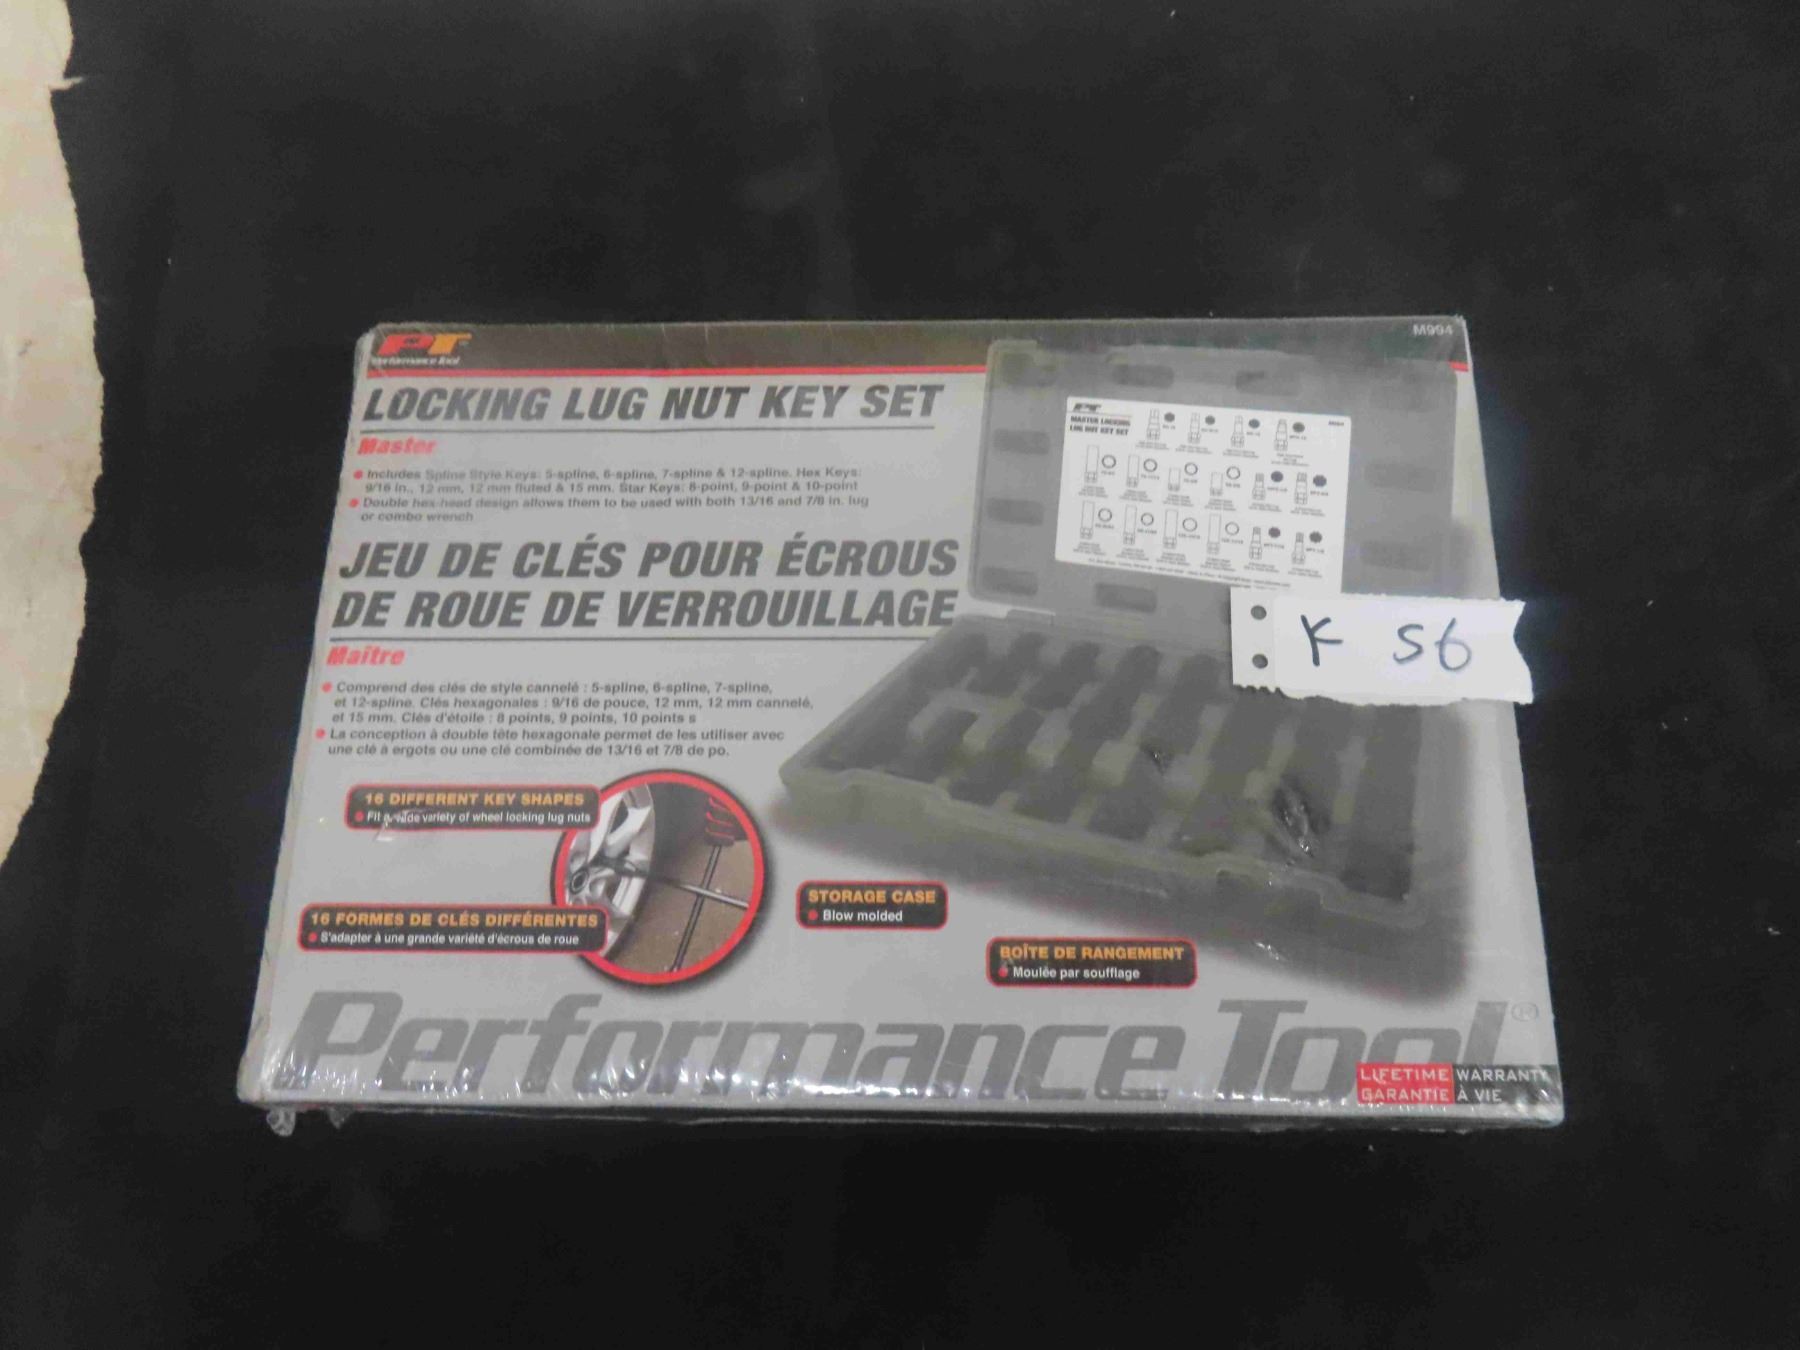 PT
Performance Tool
M994
LOCKING LUG NUT KEY SET
Master
Includes Spline Style Keys: 5-spline, 6-spline, 7-spline & 12-spline. Hex Keys:
9/16 in., 12 mm, 12 mm fluted & 15 mm. Star Keys: 8-point, 9-point & 10-point
Double hex-head design allows them to be used with both 13/16 and 7/8 in. lug
or combo wrench
JEU DE CLÉS POUR ÉCROUS
DE ROUE DE VERROUILLAGE
Maître
Comprend des clés de style cannelé : 5-spline, 6-spline, 7-spline,
et 12-spline. Clés hexagonales : 9/16 de pouce, 12 mm, 12 mm cannelé,
et 15 mm. Clés d'étoile : 8 points, 9 points, 10 points s
La conception à double tête hexagonale permet de les utiliser avec
une clé à ergots ou une clé combinée de 13/16 et 7/8 de po.
PT
MASTER LOCKING
LUG NUT KEY SET
K S6
16 DIFFERENT KEY SHAPES
Fit a wide variety of wheel locking lug nuts
16 FORMES DE CLÉS DIFFÉRENTES
S'adapter à une grande variété d'écrous de roue
STORAGE CASE
Blow molded
BOÎTE DE RANGEMENT
Moulée par soufflage
Performance Tool®
LIFETIME WARRANTY
GARANTIE À VIE